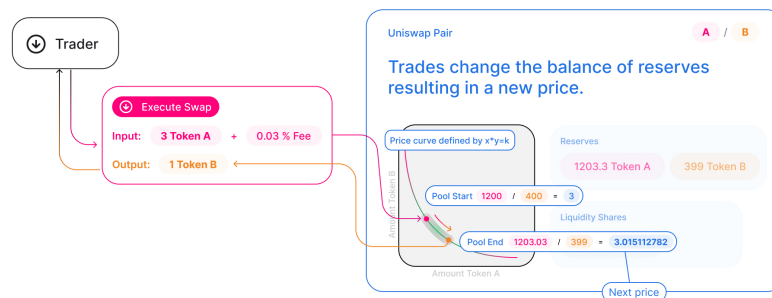 Trader
Execute Swap
Input: 3 Token A + 0.03 % Fee
Output: 1 Token B
Uniswap Pair
A / B
Trades change the balance of reserves
resulting in a new price.
Price curve defined by x*y=k
Reserves
1203.3 Token A
399 Token B
Pool Start 1200 / 400 = 3
Liquidity Shares
Pool End 1203.03 / 399 = 3.015112782
Amount Token B
Amount Token A
Next price